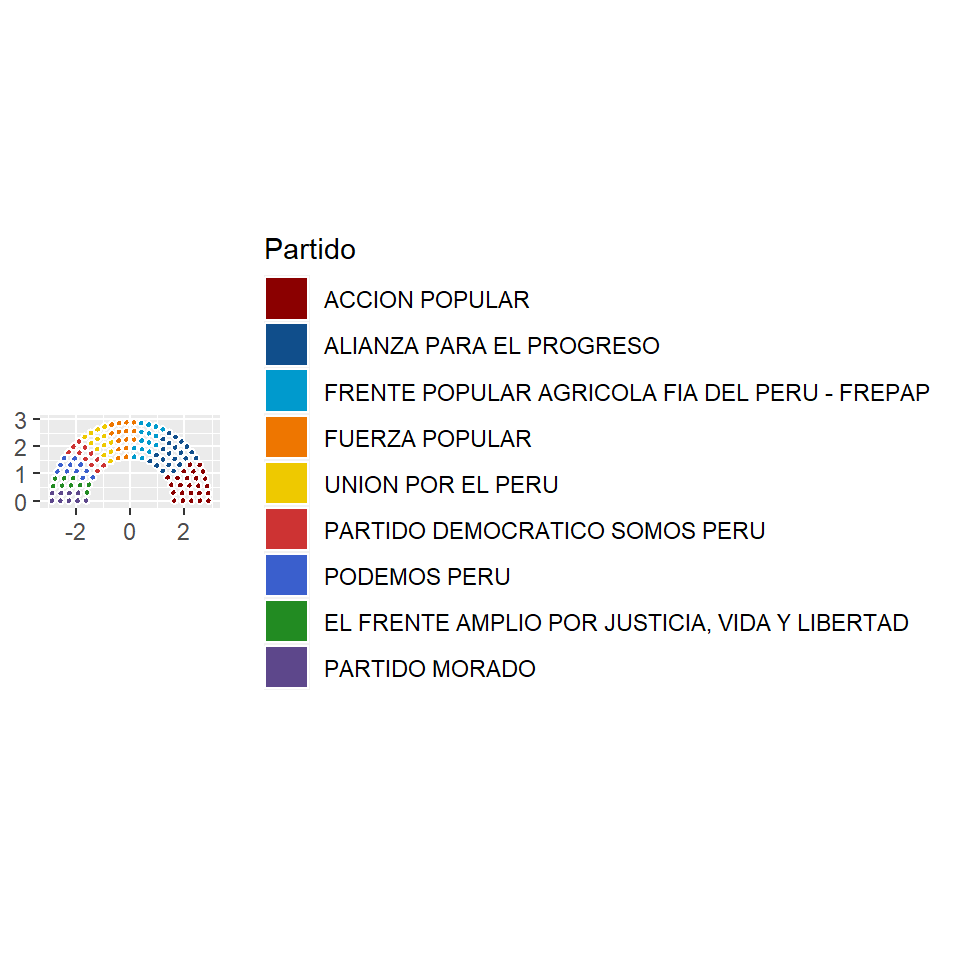 Partido
ACCION POPULAR
ALIANZA PARA EL PROGRESO
FRENTE POPULAR AGRICOLA FIA DEL PERU - FREPAP
FUERZA POPULAR
UNION POR EL PERU
PARTIDO DEMOCRATICO SOMOS PERU
PODEMOS PERU
EL FRENTE AMPLIO POR JUSTICIA, VIDA Y LIBERTAD
PARTIDO MORADO
3
2
1
0
-2 0 2